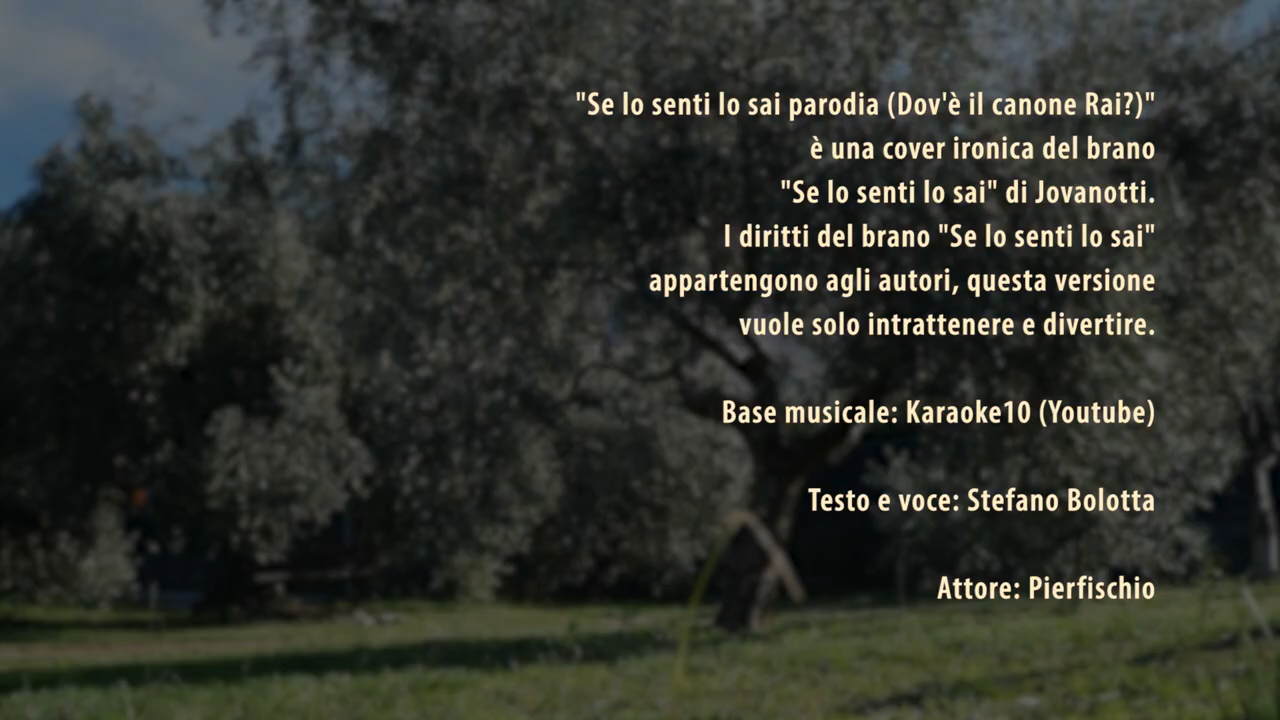 "Se lo senti lo sai parodia (Dov'è il canone Rai?)"
è una cover ironica del brano
"Se lo senti lo sai" di Jovanotti.
I diritti del brano "Se lo senti lo sai"
appartengono agli autori, questa versione
vuole solo intrattenere e divertire.
Base musicale: Karaoke10 (Youtube)
Testo e voce: Stefano Bolotta
Attore: Pierfischio